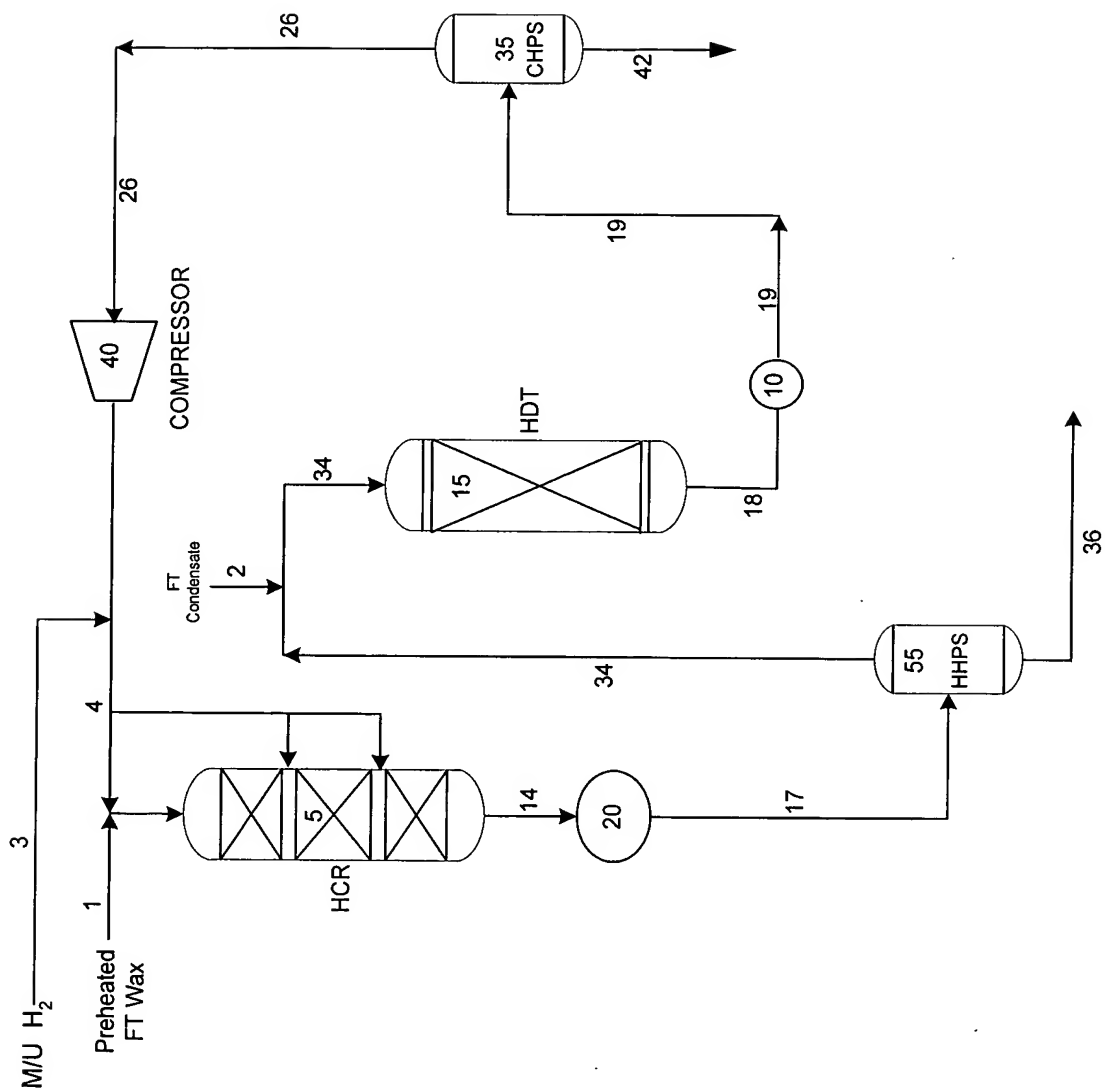 M/U H₂
3
Preheated
FT Wax
1
4
26
26
40
COMPRESSOR
FT
Condensate
2
34
34
5
HCR
14
20
17
15
HDT
18
10
19
19
35
CHPS
42
55
HHPS
36